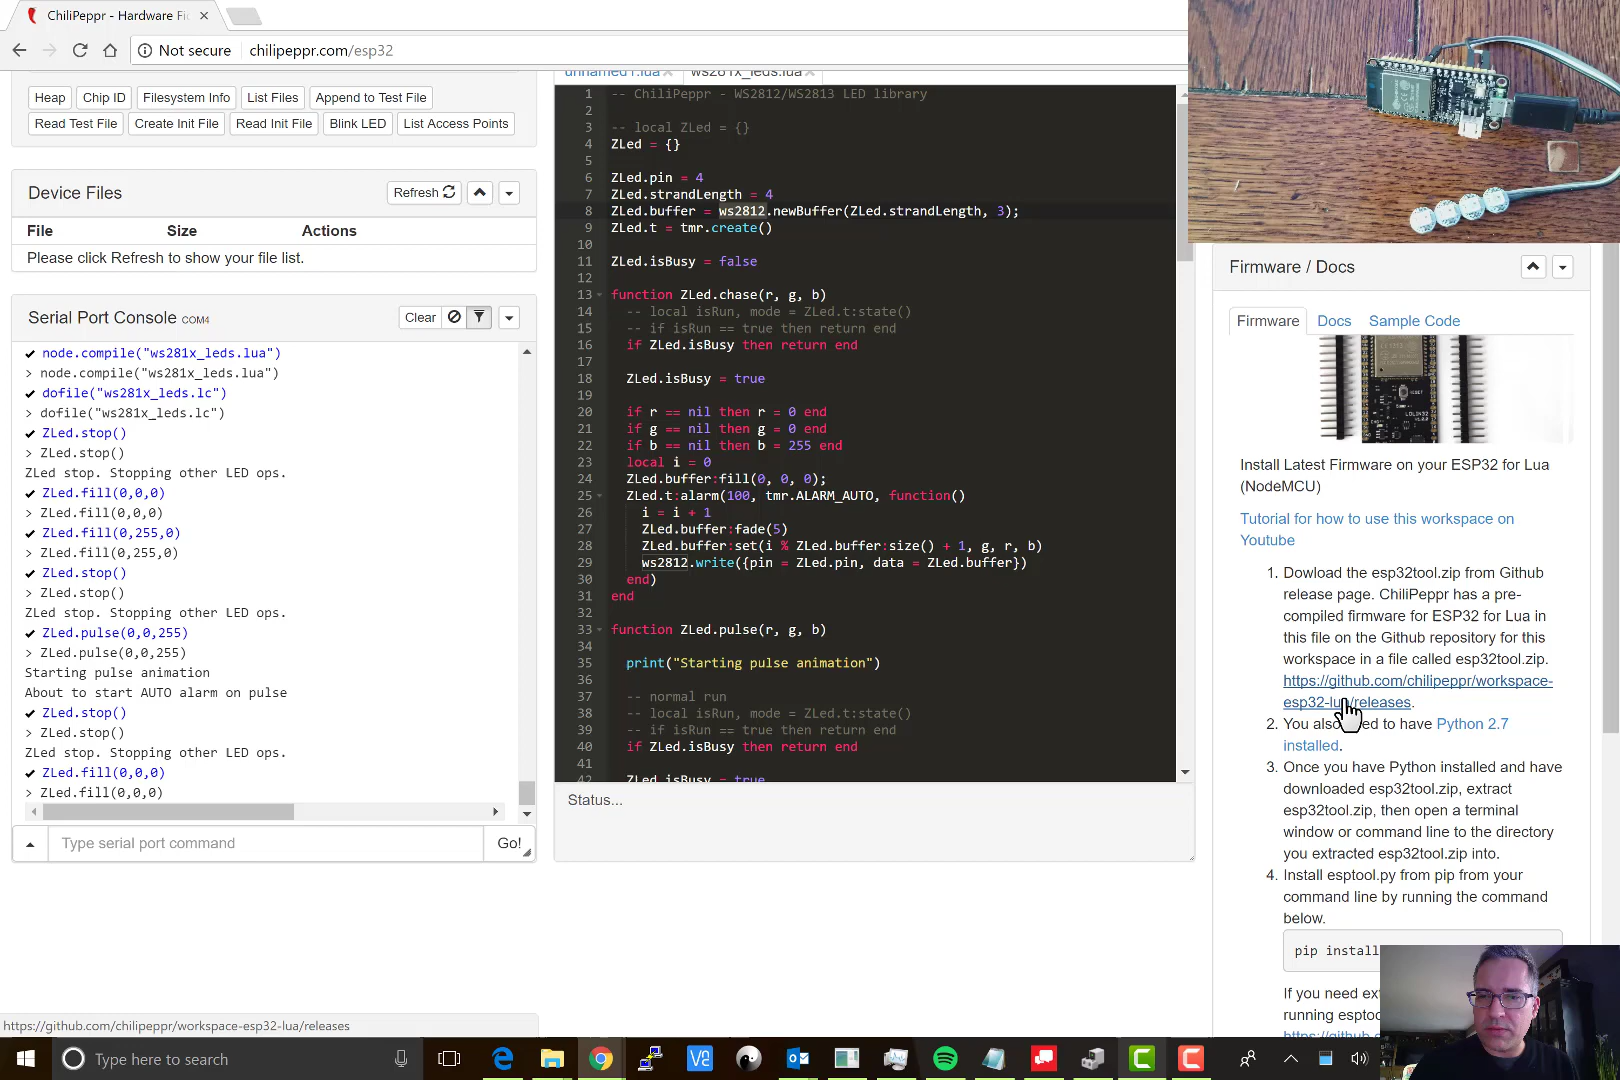 ChiliPeppr - Hardware Fi
Not secure chilipeppr.com/esp32
Heap Chip ID Filesystem Info List Files Append to Test File
Read Test File Create Init File Read Init File Blink LED List Access Points
Device Files Refresh
File Size Actions
Please click Refresh to show your file list.
Serial Port Console COM4 Clear
node.compile("ws281x_leds.lua")
> node.compile("ws281x_leds.lua")
dofile("ws281x_leds.lc")
> dofile("ws281x_leds.lc")
ZLed.stop()
> ZLed.stop()
ZLed stop. Stopping other LED ops.
ZLed.fill(0,0,0)
> ZLed.fill(0,0,0)
ZLed.fill(0,255,0)
> ZLed.fill(0,255,0)
ZLed.stop()
> ZLed.stop()
ZLed stop. Stopping other LED ops.
ZLed.pulse(0,0,255)
> ZLed.pulse(0,0,255)
Starting pulse animation
About to start AUTO alarm on pulse
ZLed.stop()
> ZLed.stop()
ZLed stop. Stopping other LED ops.
ZLed.fill(0,0,0)
> ZLed.fill(0,0,0)
Type serial port command Go!
https://github.com/chilipeppr/workspace-esp32-lua/releases
unnamed1.lua ws281x_leds.lua
1 -- ChiliPeppr - WS2812/WS2813 LED library
2
3 -- local ZLed = {}
4 ZLed = {}
5
6 ZLed.pin = 4
7 ZLed.strandLength = 4
8 ZLed.buffer = ws2812.newBuffer(ZLed.strandLength, 3);
9 ZLed.t = tmr.create()
10
11 ZLed.isBusy = false
12
13 function ZLed.chase(r, g, b)
14 -- local isRun, mode = ZLed.t:state()
15 -- if isRun == true then return end
16 if ZLed.isBusy then return end
17
18 ZLed.isBusy = true
19
20 if r == nil then r = 0 end
21 if g == nil then g = 0 end
22 if b == nil then b = 255 end
23 local i = 0
24 ZLed.buffer:fill(0, 0, 0);
25 ZLed.t:alarm(100, tmr.ALARM_AUTO, function()
26 i = i + 1
27 ZLed.buffer:fade(5)
28 ZLed.buffer:set(i % ZLed.buffer:size() + 1, g, r, b)
29 ws2812.write({pin = ZLed.pin, data = ZLed.buffer})
30 end)
31 end
32
33 function ZLed.pulse(r, g, b)
34
35 print("Starting pulse animation")
36
37 -- normal run
38 -- local isRun, mode = ZLed.t:state()
39 -- if isRun == true then return end
40 if ZLed.isBusy then return end
41
42 ZLed.isBusy = true
Status...
Firmware / Docs
Firmware Docs Sample Code
Install Latest Firmware on your ESP32 for Lua
(NodeMCU)
Tutorial for how to use this workspace on
Youtube
1. Dowload the esp32tool.zip from Github
release page. ChiliPeppr has a pre-
compiled firmware for ESP32 for Lua in
this file on the Github repository for this
workspace in a file called esp32tool.zip.
https://github.com/chilipeppr/workspace-
esp32-lu/releases.
2. You also ed to have Python 2.7
installed.
3. Once you have Python installed and have
downloaded esp32tool.zip, extract
esp32tool.zip, then open a terminal
window or command line to the directory
you extracted esp32tool.zip into.
4. Install esptool.py from pip from your
command line by running the command
below.
pip instal
If you need ex
running esptoo
https://github
Type here to search